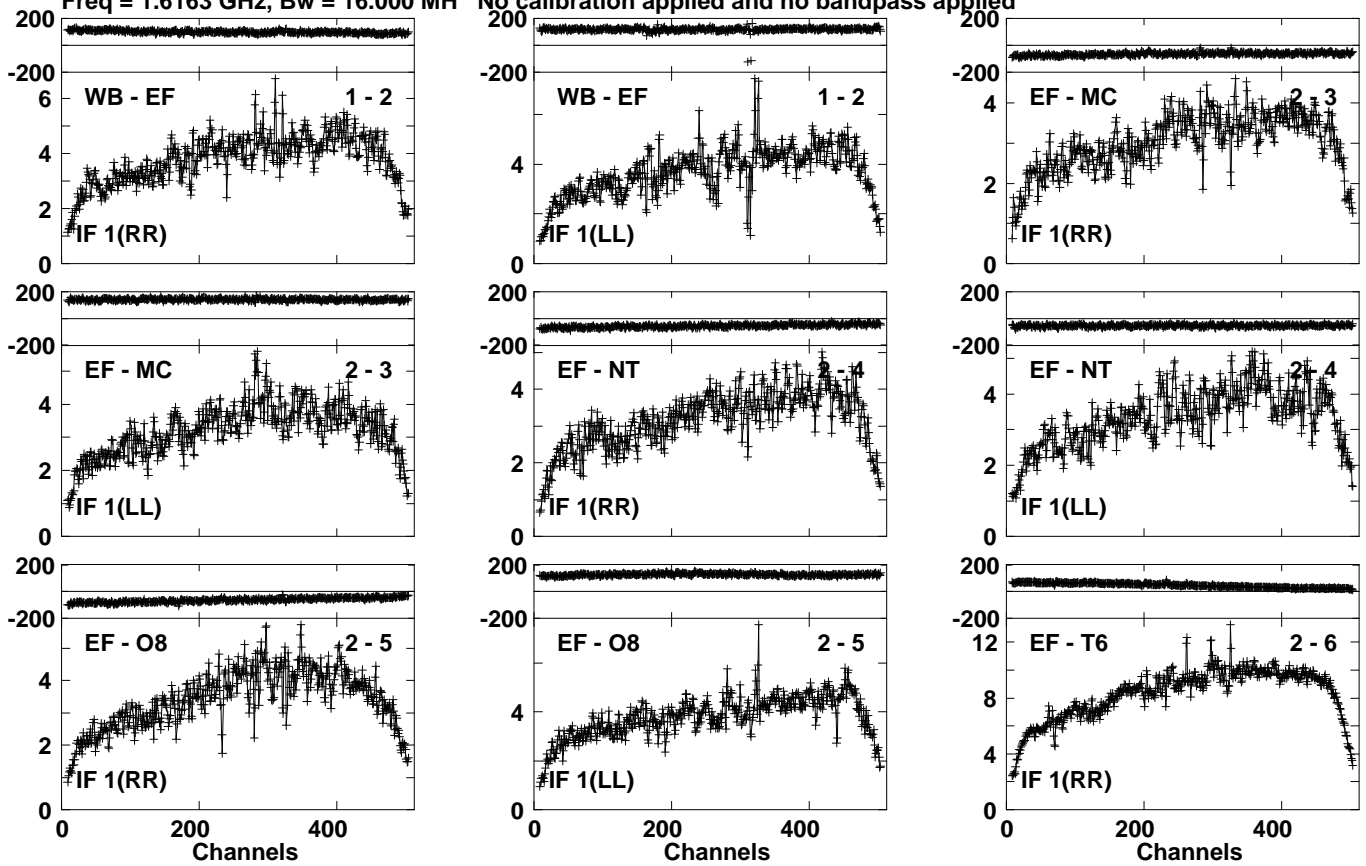 Freq = 1.6163 GHz, Bw = 16.000 MH No calibration applied and no bandpass applied
200
-200
6
4
2
0
WB - EF 1 - 2
IF 1(RR)
200
-200
4
0
WB - EF 1 - 2
IF 1(LL)
200
-200
4
2
0
EF - MC 2 - 3
IF 1(RR)
200
-200
4
2
0
EF - MC 2 - 3
IF 1(LL)
200
-200
4
2
0
EF - NT 2 - 4
IF 1(RR)
200
-200
4
2
0
EF - NT 2 - 4
IF 1(LL)
200
-200
4
2
0
EF - O8 2 - 5
IF 1(RR)
0 200 400
Channels
200
-200
4
0
EF - O8 2 - 5
IF 1(LL)
0 200 400
Channels
200
-200
12
8
4
0
EF - T6 2 - 6
IF 1(RR)
0 200 400
Channels